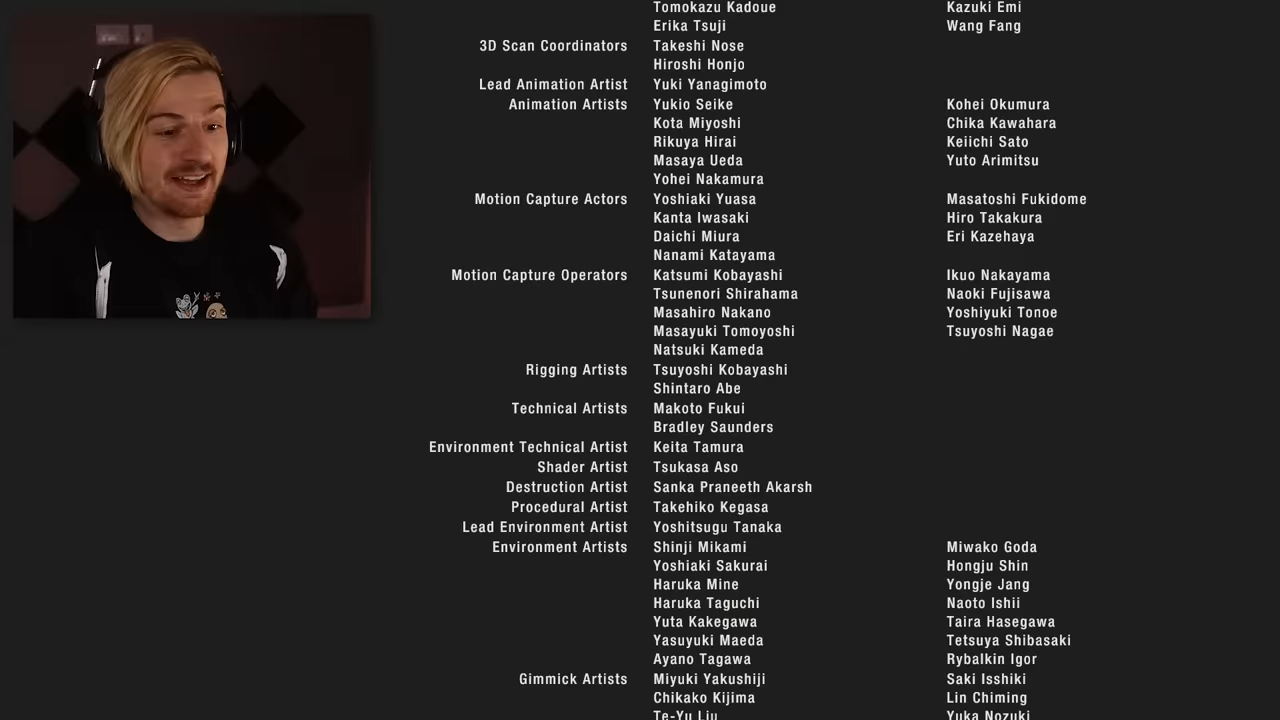 Tomokazu Kadoue Kazuki Emi
Erika Tsuji Wang Fang
3D Scan Coordinators Takeshi Nose
Hiroshi Honjo
Lead Animation Artist Yuki Yanagimoto
Animation Artists Yukio Seike Kohei Okumura
Kota Miyoshi Chika Kawahara
Rikuya Hirai Keiichi Sato
Masaya Ueda Yuto Arimitsu
Yohei Nakamura
Motion Capture Actors Yoshiaki Yuasa Masatoshi Fukidome
Kanta Iwasaki Hiro Takakura
Daichi Miura Eri Kazehaya
Nanami Katayama
Motion Capture Operators Katsumi Kobayashi Ikuo Nakayama
Tsunenori Shirahama Naoki Fujisawa
Masahiro Nakano Yoshiyuki Tonoe
Masayuki Tomoyoshi Tsuyoshi Nagae
Natsuki Kameda
Rigging Artists Tsuyoshi Kobayashi
Shintaro Abe
Technical Artists Makoto Fukui
Bradley Saunders
Environment Technical Artist Keita Tamura
Shader Artist Tsukasa Aso
Destruction Artist Sanka Praneeth Akarsh
Procedural Artist Takehiko Kegasa
Lead Environment Artist Yoshitsugu Tanaka
Environment Artists Shinji Mikami Miwako Goda
Yoshiaki Sakurai Hongju Shin
Haruka Mine Yongje Jang
Haruka Taguchi Naoto Ishii
Yuta Kakegawa Taira Hasegawa
Yasuyuki Maeda Tetsuya Shibasaki
Ayano Tagawa Rybalkin Igor
Gimmick Artists Miyuki Yakushiji Saki Isshiki
Chikako Kijima Lin Chiming
Te-Yu Liu Yuka Nozuki